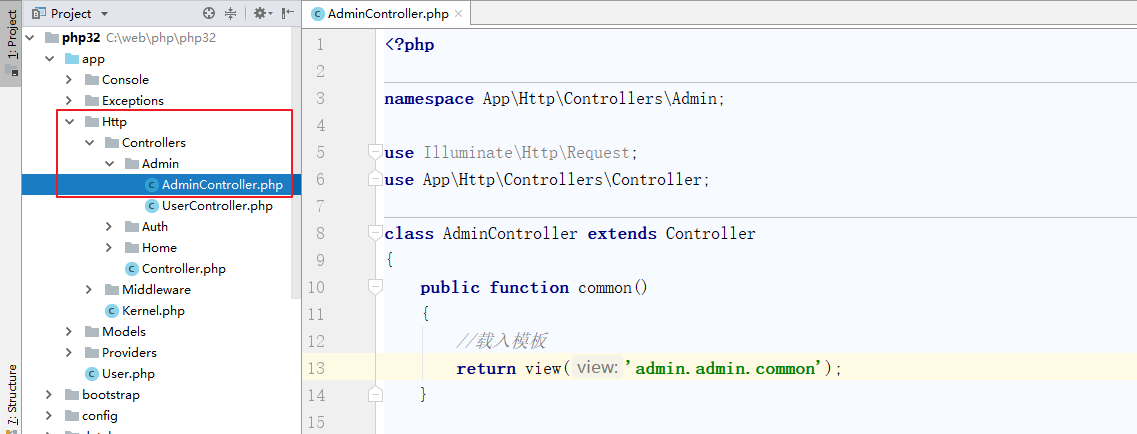 1: Project
7: Structure
Project
php32 C:\web\php\php32
app
Console
Exceptions
Http
Controllers
Admin
AdminController.php
UserController.php
Auth
Home
Controller.php
Middleware
Kernel.php
Models
Providers
User.php
bootstrap
config
AdminController.php
1 <?php
2
3 namespace App\Http\Controllers\Admin;
4
5 use Illuminate\Http\Request;
6 use App\Http\Controllers\Controller;
7
8 class AdminController extends Controller
9 {
10 public function common()
11 {
12 //载入模板
13 return view( view: 'admin.admin.common');
14 }
15